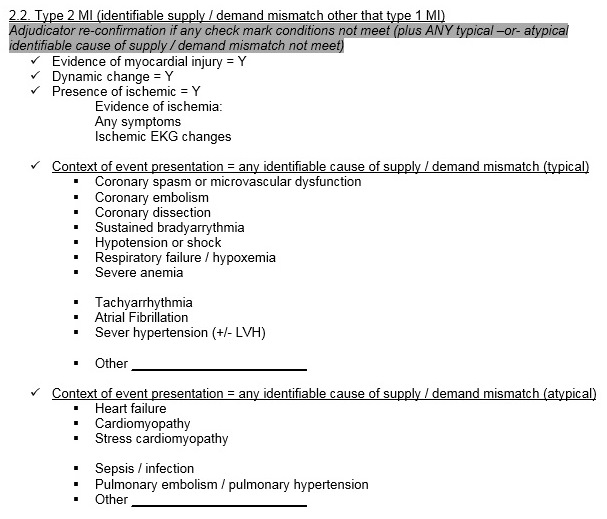 2.2. Type 2 MI (identifiable supply / demand mismatch other that type 1 MI)
Adjudicator re-confirmation if any check mark conditions not meet (plus ANY typical –or- atypical
identifiable cause of supply / demand mismatch not meet)
✓ Evidence of myocardial injury = Y
✓ Dynamic change = Y
✓ Presence of ischemic = Y
Evidence of ischemia:
Any symptoms
Ischemic EKG changes
✓ Context of event presentation = any identifiable cause of supply / demand mismatch (typical)
▪ Coronary spasm or microvascular dysfunction
▪ Coronary embolism
▪ Coronary dissection
▪ Sustained bradyarrythmia
▪ Hypotension or shock
▪ Respiratory failure / hypoxemia
▪ Severe anemia
▪ Tachyarrhythmia
▪ Atrial Fibrillation
▪ Sever hypertension (+/- LVH)
▪ Other ________________________
✓ Context of event presentation = any identifiable cause of supply / demand mismatch (atypical)
▪ Heart failure
▪ Cardiomyopathy
▪ Stress cardiomyopathy
▪ Sepsis / infection
▪ Pulmonary embolism / pulmonary hypertension
▪ Other ________________________